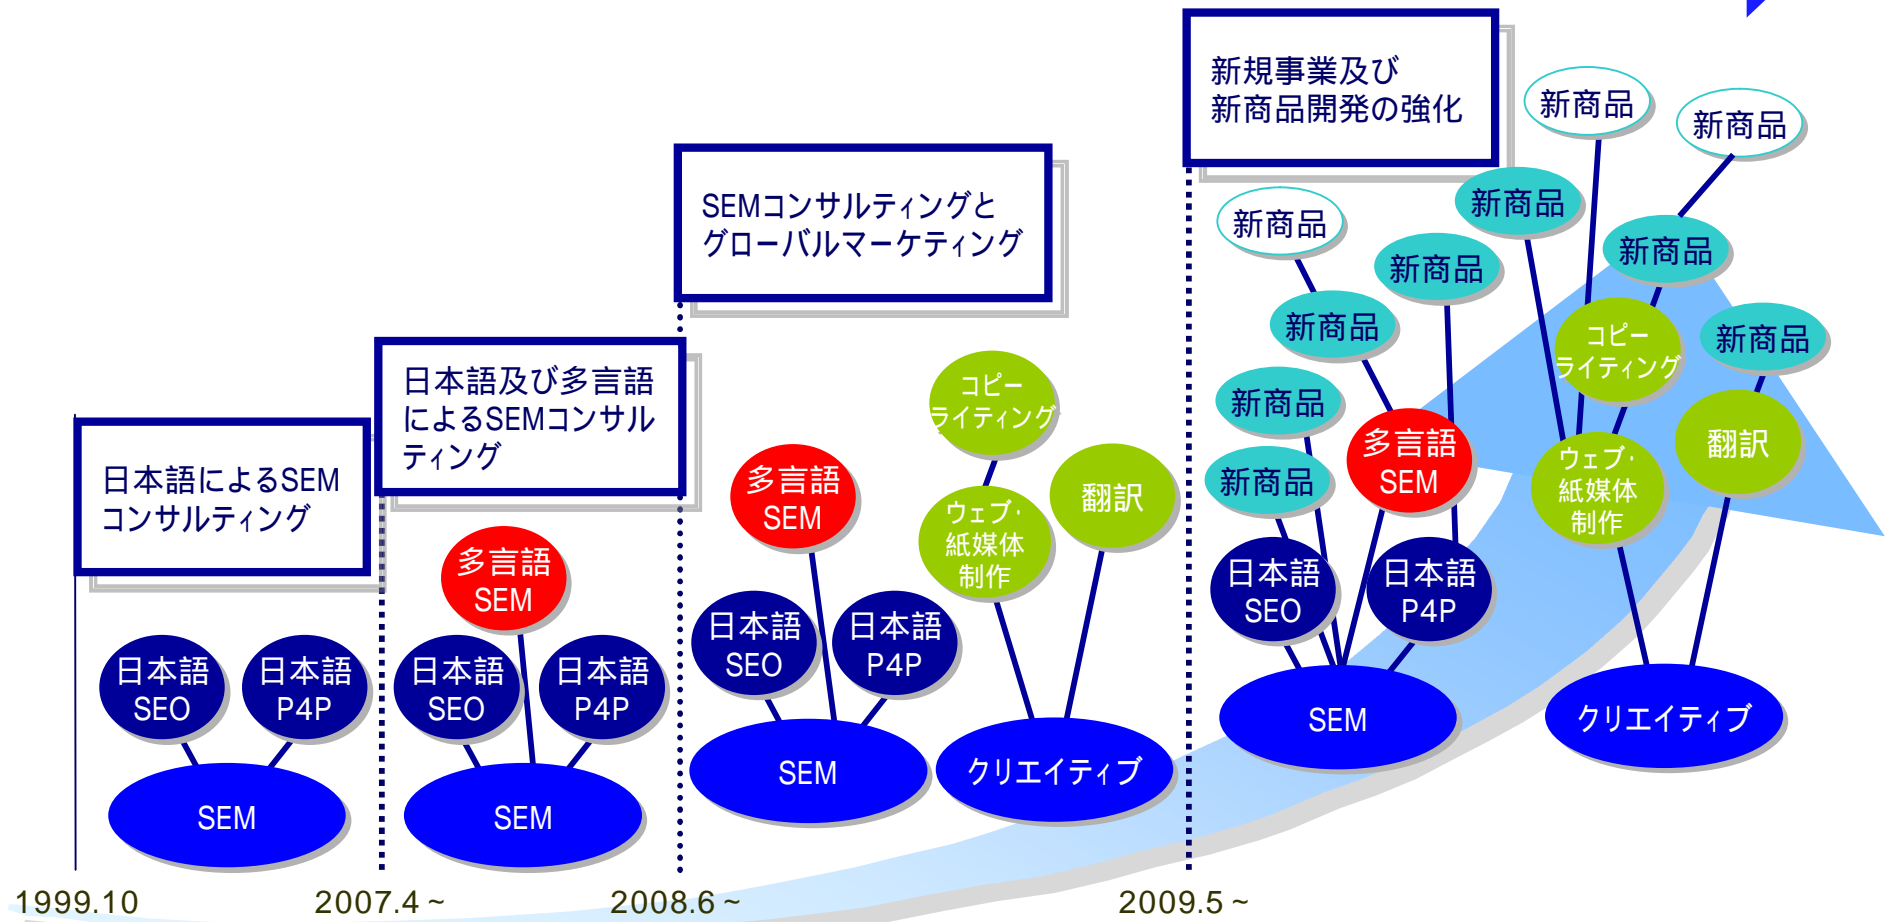 日本語によるSEM
コンサルティング
日本語
SEO
日本語
P4P
SEM
1999.10
日本語及び多言語
によるSEMコンサル
ティング
多言語
SEM
日本語
SEO
日本語
P4P
SEM
2007.4 ~
SEMコンサルティングと
グローバルマーケティング
多言語
SEM
日本語
SEO
日本語
P4P
SEM
コピー
ライティング
ウェブ・
紙媒体
制作
翻訳
クリエイティブ
2008.6 ~
新規事業及び
新商品開発の強化
新商品
新商品
新商品
新商品
新商品
多言語
SEM
日本語
SEO
日本語
P4P
SEM
新商品
新商品
新商品
新商品
新商品
コピー
ライティング
ウェブ・
紙媒体
制作
翻訳
クリエイティブ
2009.5 ~